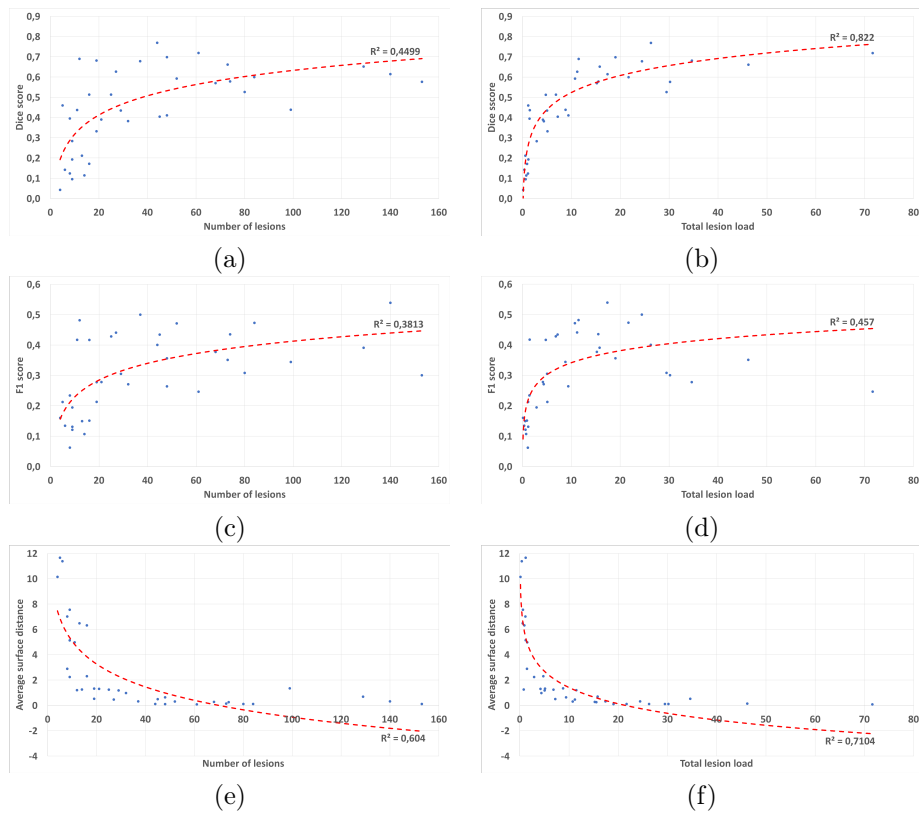 0,9
0,8
0,7
0,6
0,5
0,4
0,3
0,2
0,1
0,0
Dice score
R² = 0,4499
0 20 40 60 80 100 120 140 160
Number of lesions
(a)
0,9
0,8
0,7
0,6
0,5
0,4
0,3
0,2
0,1
0,0
Dice sscore
R² = 0,822
0 10 20 30 40 50 60 70 80
Total lesion load
(b)
0,6
0,5
0,4
0,3
0,2
0,1
0,0
F1 score
R² = 0,3813
0 20 40 60 80 100 120 140 160
Number of lesions
(c)
0,6
0,5
0,4
0,3
0,2
0,1
0,0
F1 score
R² = 0,457
0 10 20 30 40 50 60 70 80
Total lesion load
(d)
12
10
8
6
4
2
0
-2
-4
Average surface distance
0 20 40 60 80 100 120 140 160
R² = 0,604
Number of lesions
(e)
12
10
8
6
4
2
0
-2
-4
Average surface distance
0 10 20 30 40 50 60 70 80
R² = 0,7104
Total lesion load
(f)